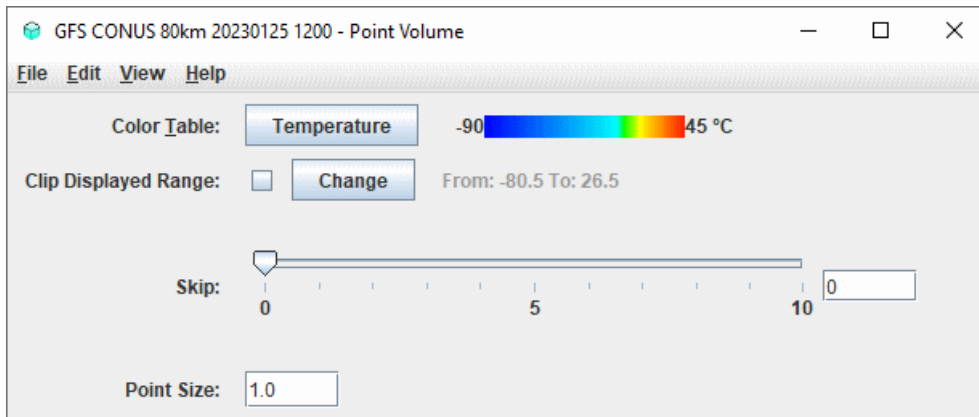 GFS CONUS 80km 20230125 1200 - Point Volume
File Edit View Help
Color Table: Temperature -90 45 °C
Clip Displayed Range: Change From: -80.5 To: 26.5
Skip: 0
0 5 10
Point Size: 1.0